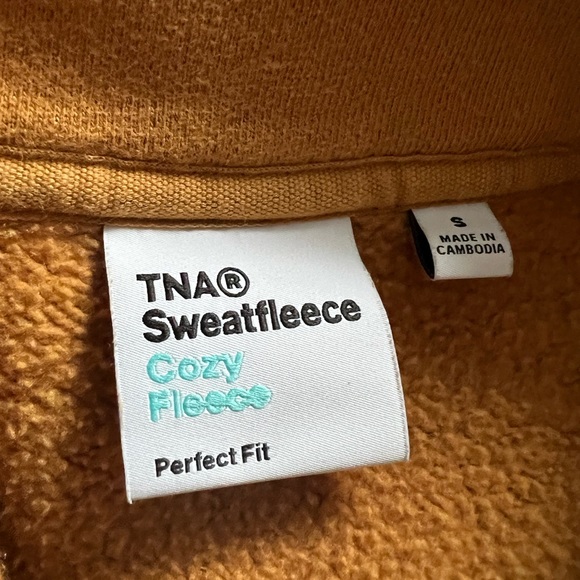 TNA®
Sweatfleece
Cozy
Fleece
Perfect Fit
S
MADE IN
CAMBODIA